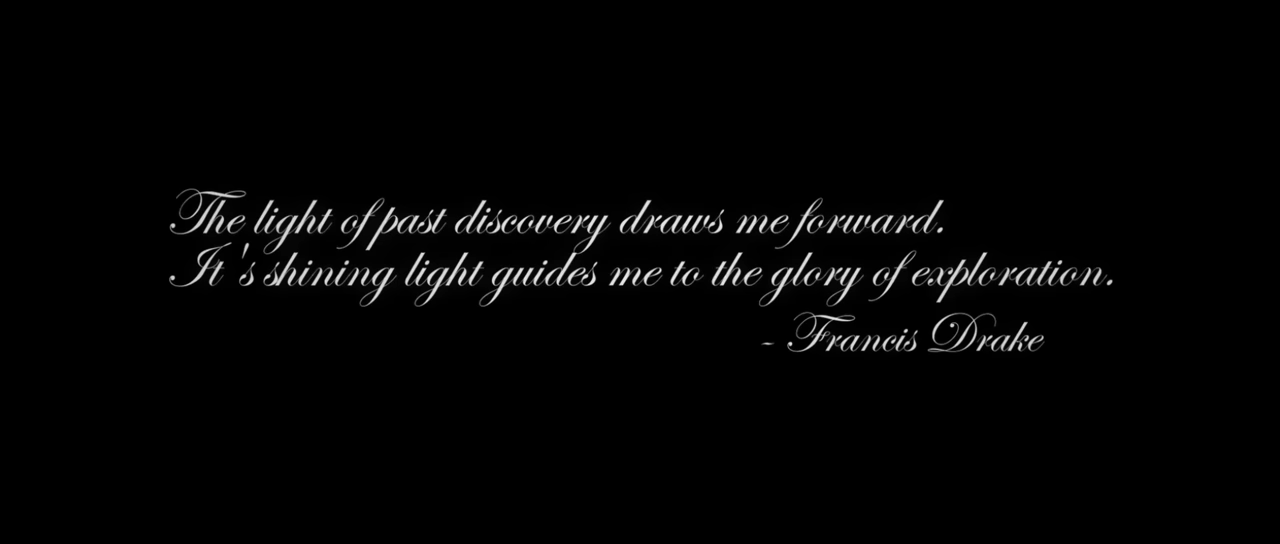 The light of past discovery draws me forward.
It's shining light guides me to the glory of exploration.
- Francis Drake